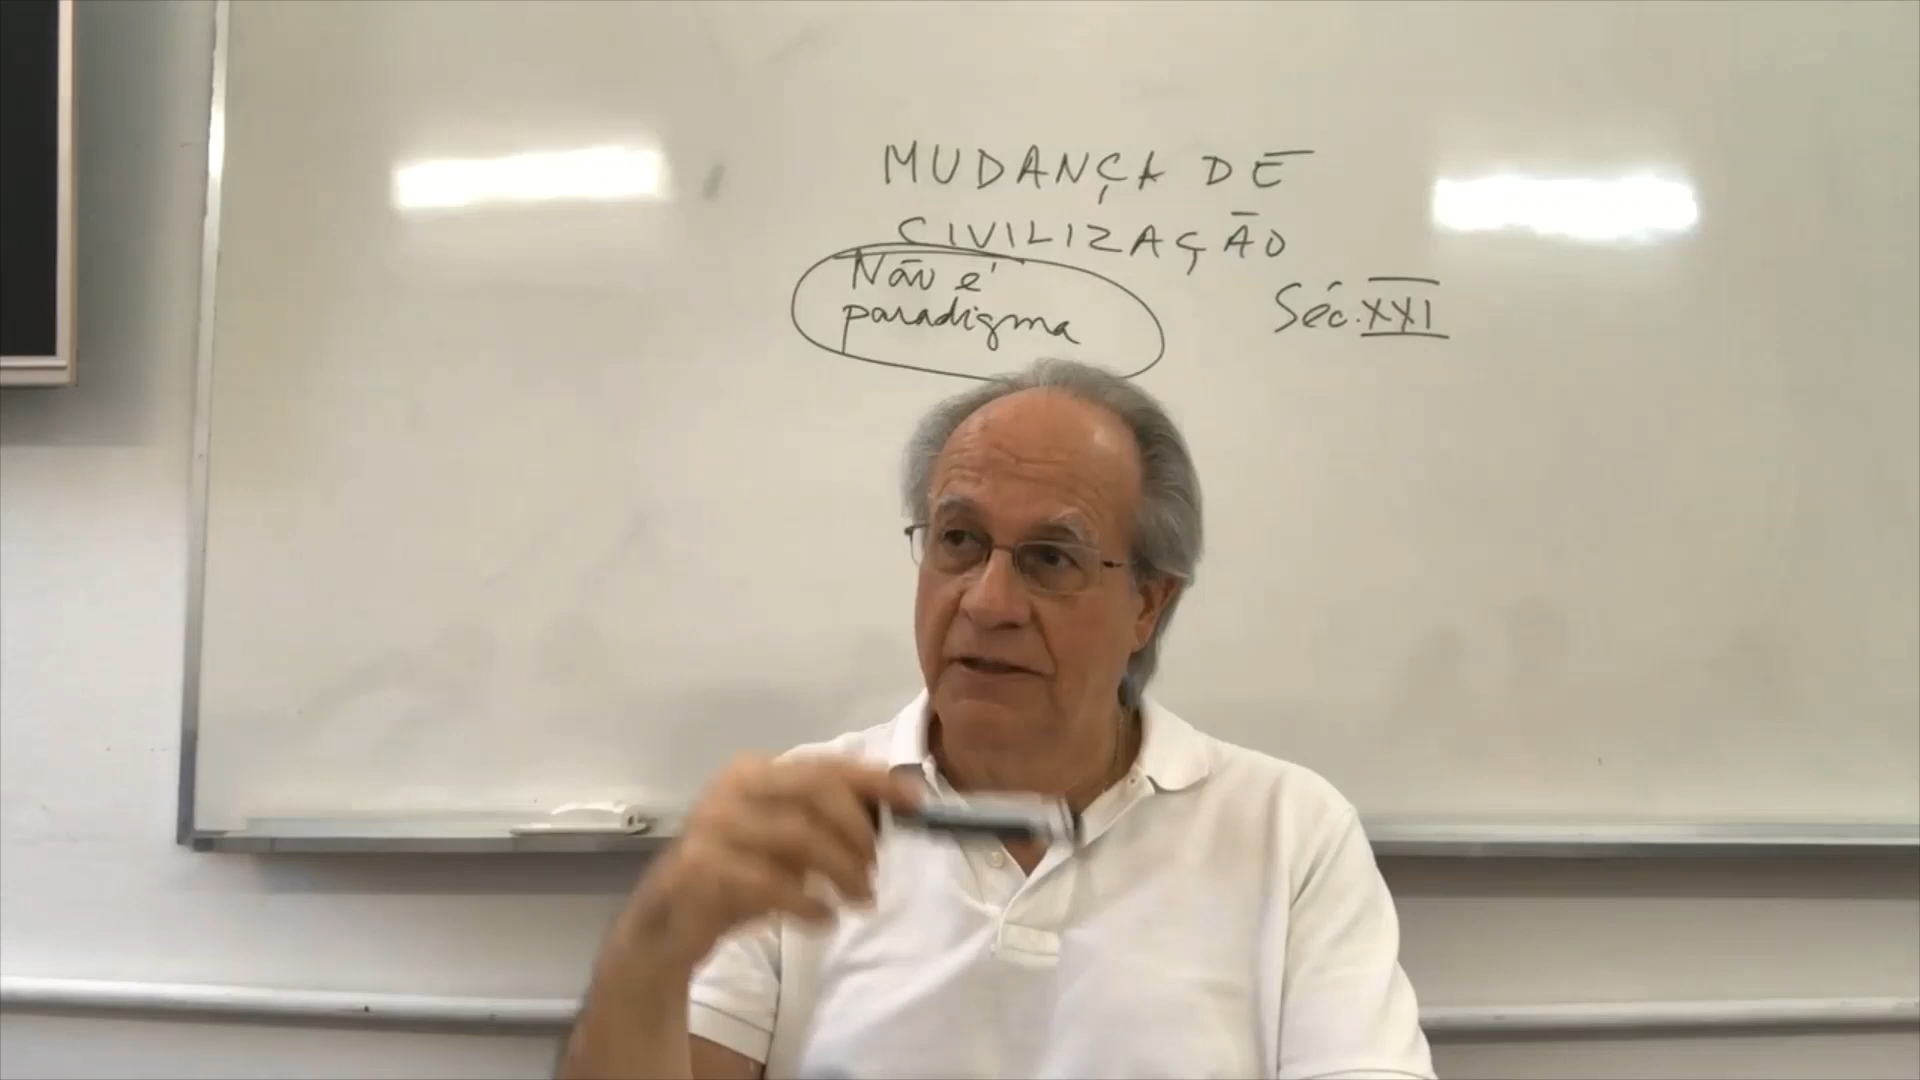 MUDANÇA DE
CIVILIZAÇÃO
Não é
paradigma
Séc. XXI